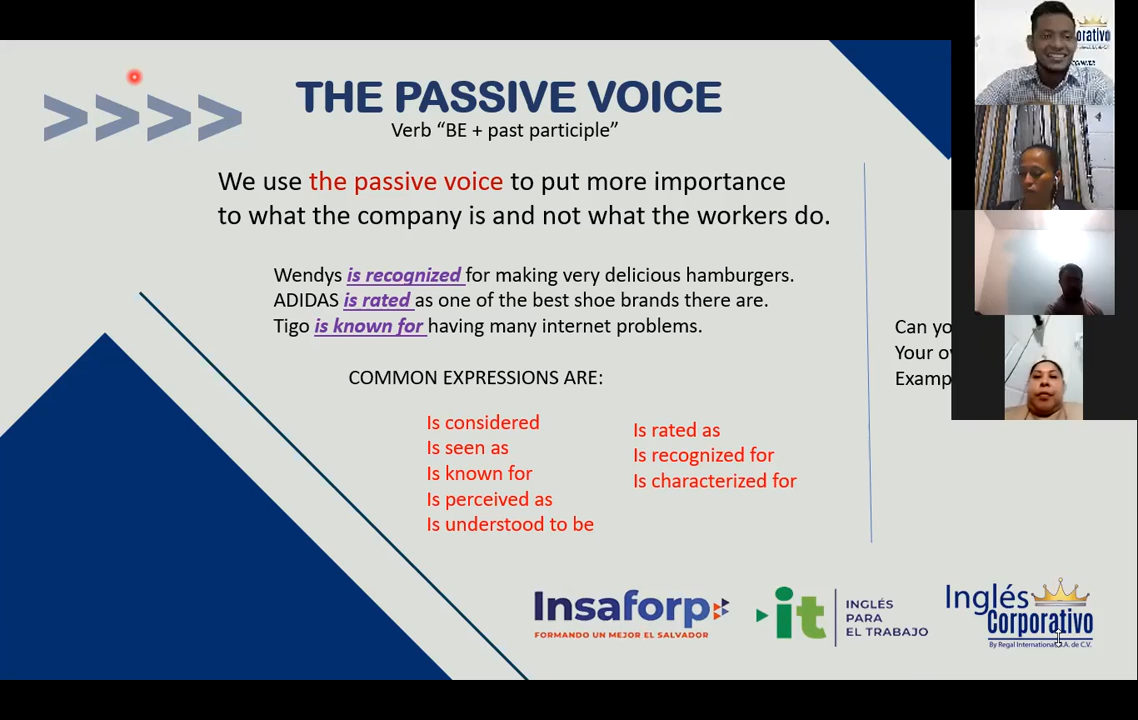 THE PASSIVE VOICE
Verb “BE + past participle”
We use the passive voice to put more importance
to what the company is and not what the workers do.
Wendys is recognized for making very delicious hamburgers.
ADIDAS is rated as one of the best shoe brands there are.
Tigo is known for having many internet problems.
COMMON EXPRESSIONS ARE:
Is considered
Is seen as
Is known for
Is perceived as
Is understood to be
Is rated as
Is recognized for
Is characterized for
Can yo
Your o
Examp
Insaforp
FORMANDO UN MEJOR EL SALVADOR
it
INGLÉS
PARA
EL TRABAJO
Inglés
Corporativo
By Regal International S.A. de C.V.
orativo